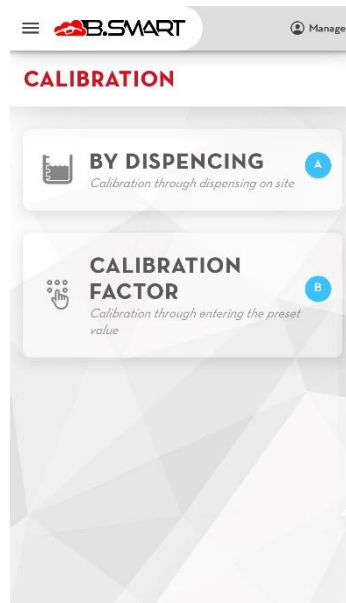 B.SMART
Manage
CALIBRATION
BY DISPENCING
A
Calibration through dispensing on site
CALIBRATION
FACTOR
B
Calibration through entering the preset
value